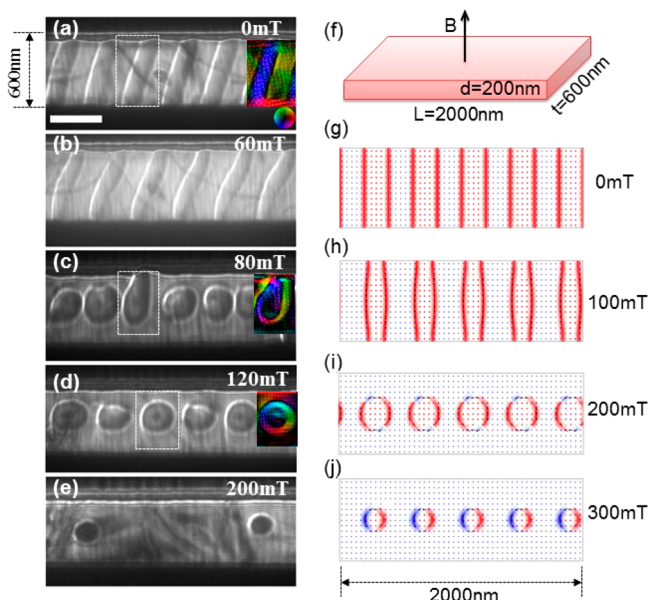 (a) 0mT
600nm
(b) 60mT
(c) 80mT
(d) 120mT
(e) 200mT
(f)
B
d=200nm
t=600nm
L=2000nm
(g)
0mT
(h)
100mT
(i)
200mT
(j)
300mT
2000nm